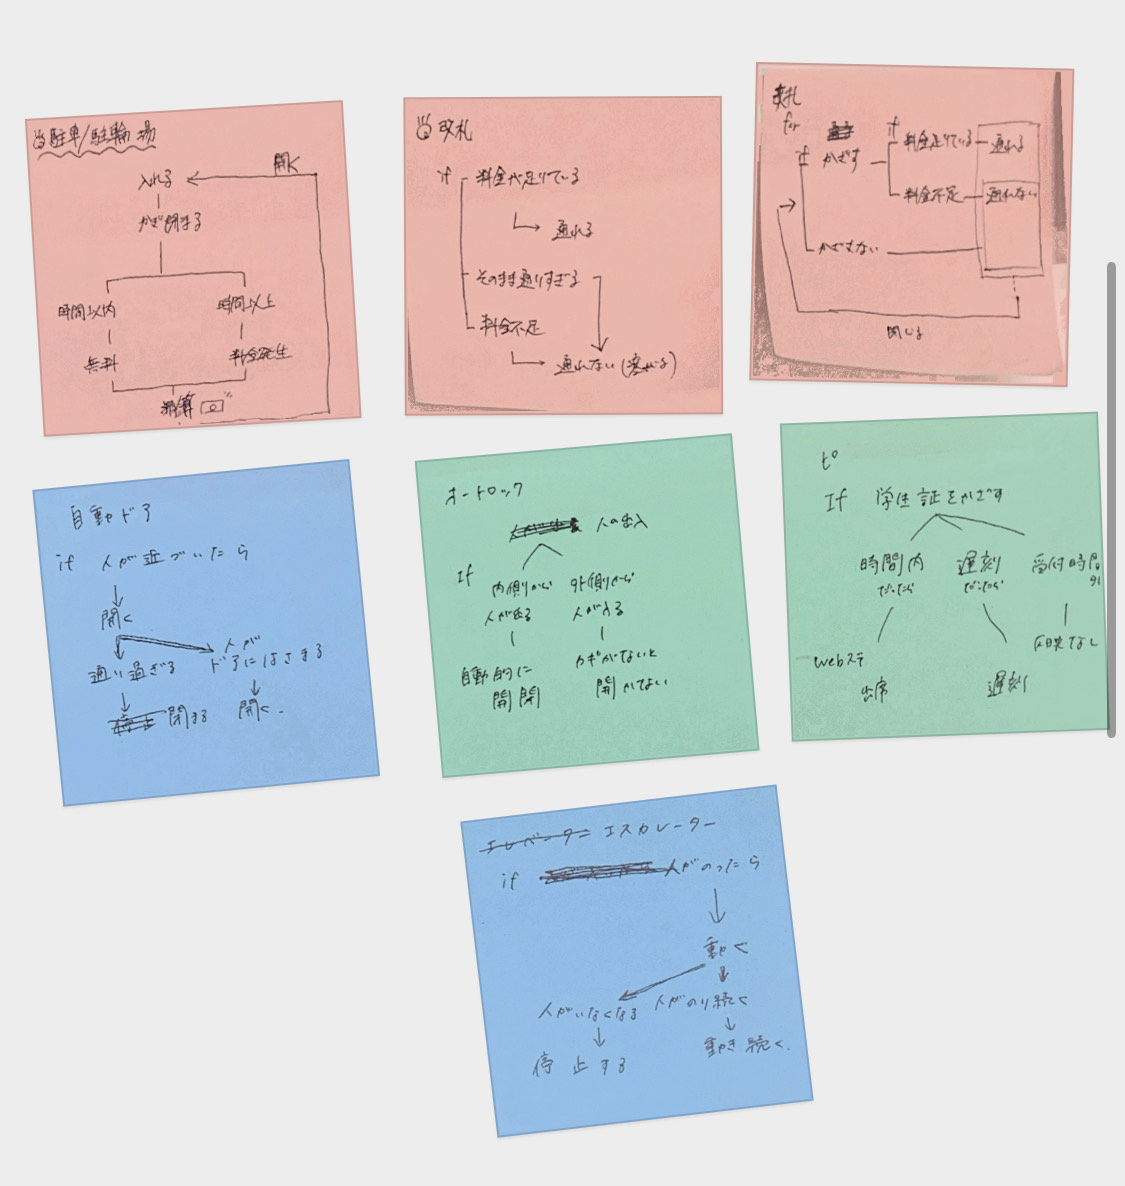 駐車/駐輪場
開く
入れる
かぎ閉まる
時間以内
時間以上
無料
料金発生
精算
改札
if 料金が足りている
通れる
そのまま通りすぎる
料金不足
通れない(塞がる)
改札
for
if かざす
if 料金足りている 通れる
料金不足 通れない
かざさない
閉じる
自動ドア
if 人が近づいたら
開く
通り過ぎる
人が
ドアにはさまる
閉まる
開く.
オートロック
人の出入
If
内側から
人が出る
外側から
人が入る
自動的に
開閉
カギがないと
開かない
ピ
If 学生証をかざす
時間内
だったら
遅刻
だったら
受付時間
外
Webステ
出席
遅刻
反映なし
エレベーター エスカレーター
if 人がのったら
動く
人がいなくなる
人がのり続く
停止する
動き続く.